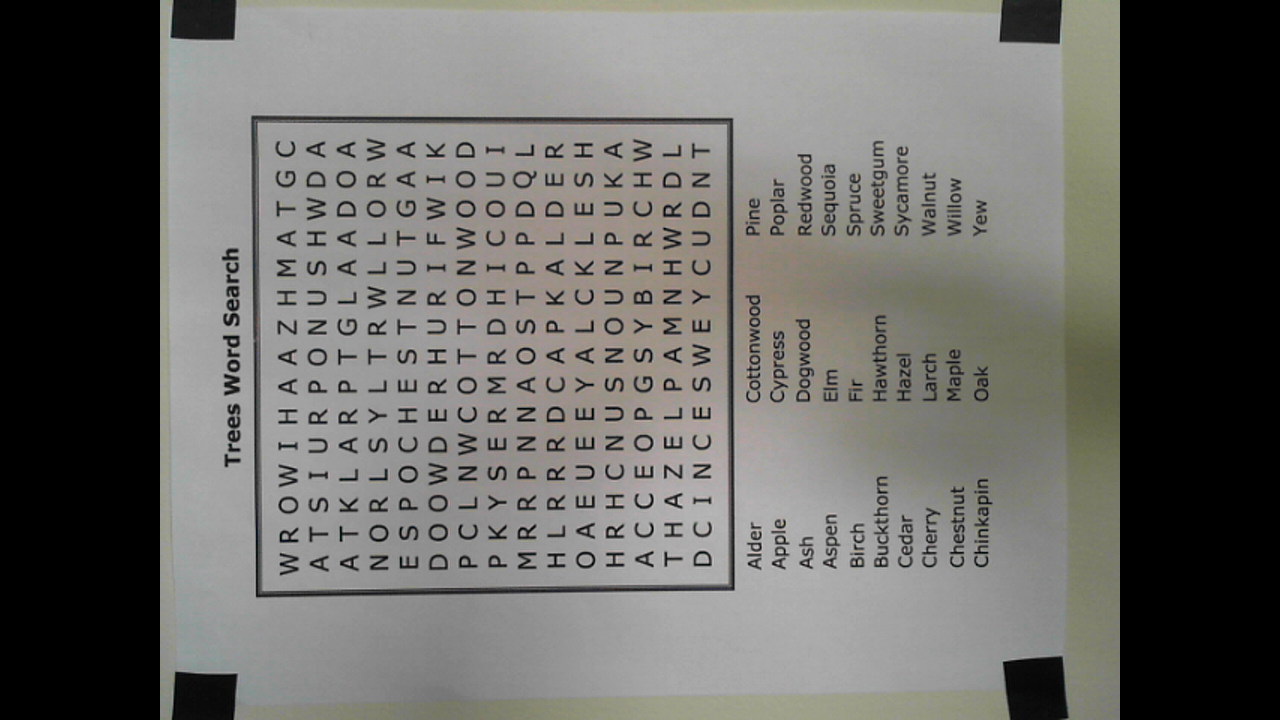 Trees Word Search
W R O W I H A A Z H M A T G C
A T S I U R P O N U S H W D A
A T K L A R P T G L A A D O A
N O R L S Y L T R W L L O R W
E S P O C H E S T N U T G A A
D O O W D E R H U R I F W I K
P C L N W C O T T O N W O O D
P K Y S E R M R D H I C O U I
M R R P N N A O S T P P D Q L
H L R R R D C A P K A L D E R
O A E U E E Y A L C K L E S H
H R H C N U S N O U N P U K A
A C C E O P G S Y B I R C H W
T H A Z E L P A M N H W R D L
D C I N C E S W E Y C U D N T
Alder Cottonwood Pine
Apple Cypress Poplar
Ash Dogwood Redwood
Aspen Elm Sequoia
Birch Fir Spruce
Buckthorn Hawthorn Sweetgum
Cedar Hazel Sycamore
Cherry Larch Walnut
Chestnut Maple Willow
Chinkapin Oak Yew